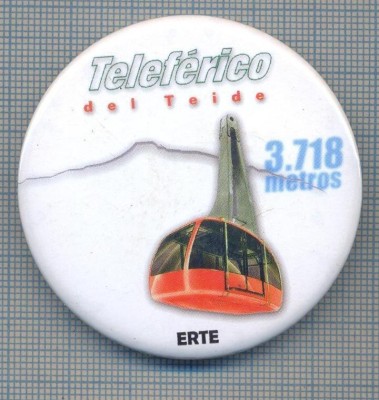 Teleférico
del Teide
3.718
metros
ERTE